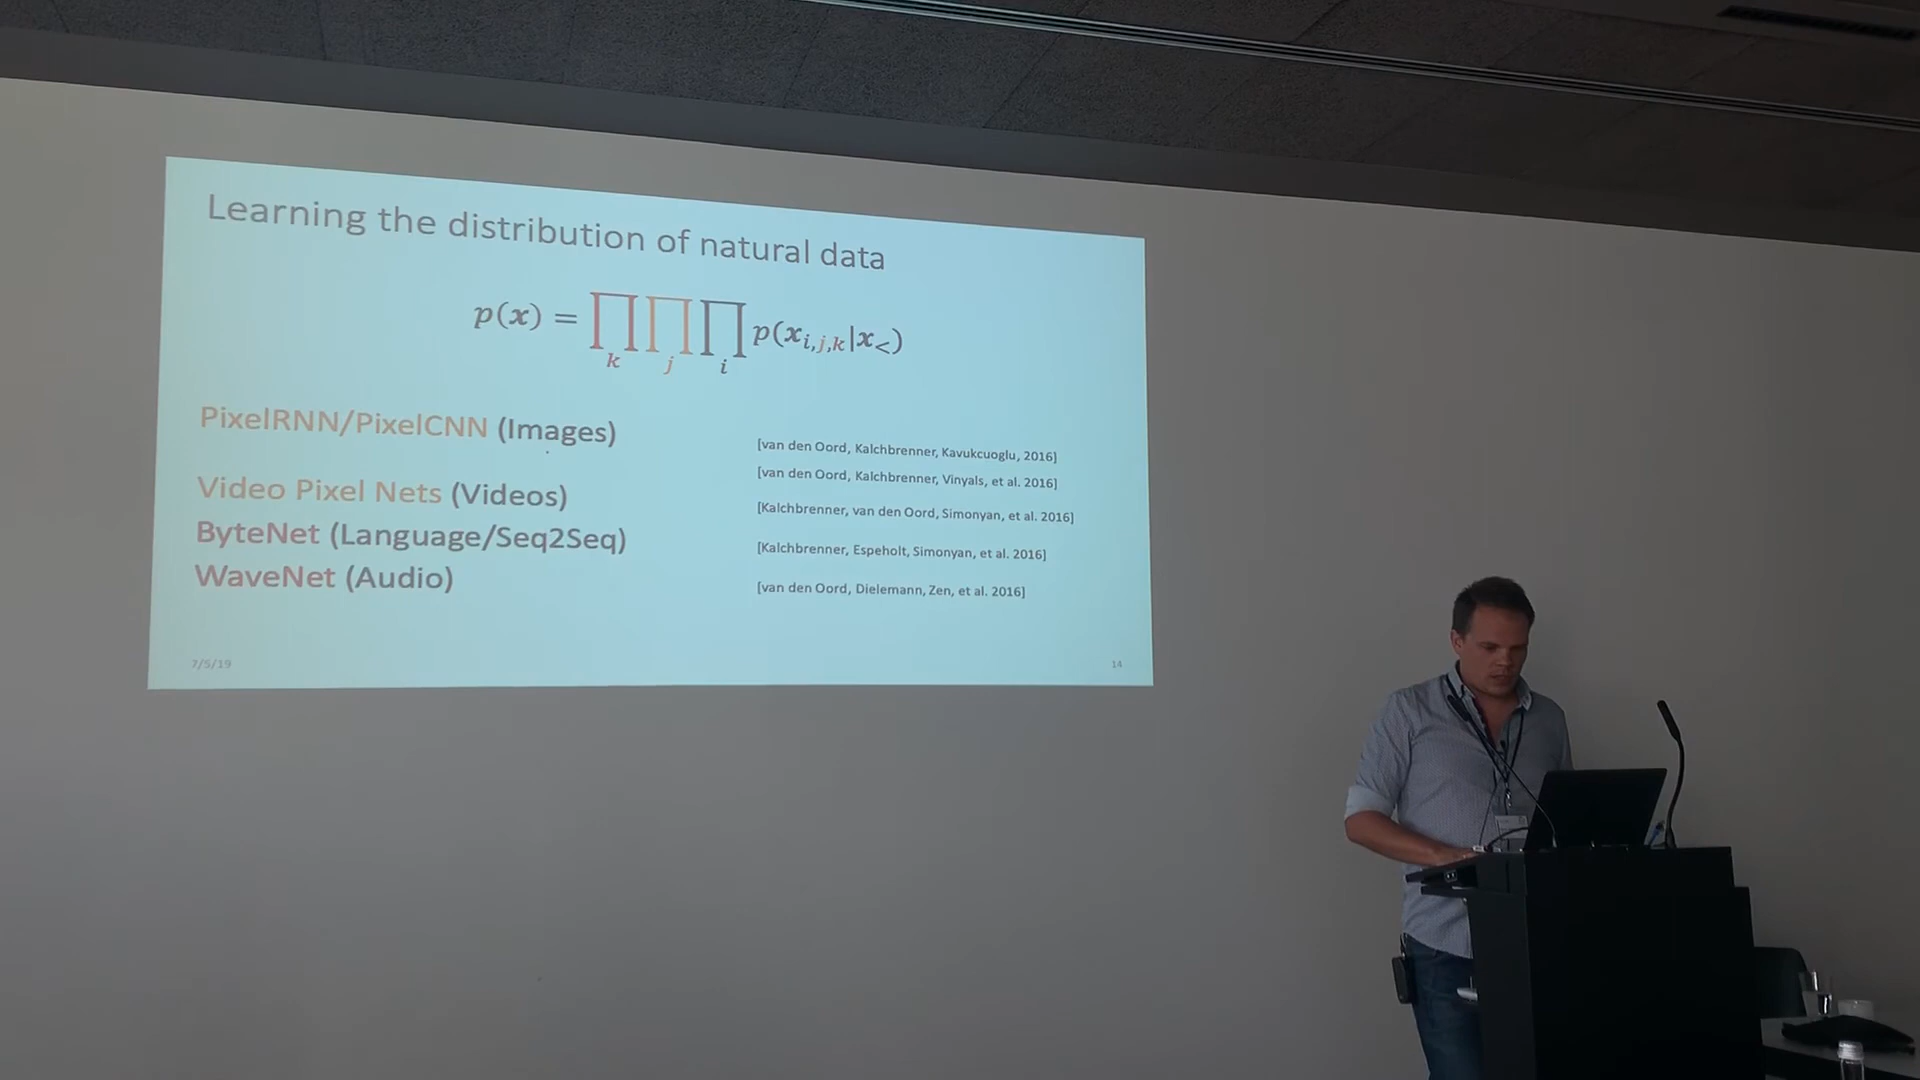 Learning the distribution of natural data
p(x) = ∏ₖ ∏ⱼ ∏ᵢ p(xᵢ,ⱼ,ₖ|x<)
PixelRNN/PixelCNN (Images)
[van den Oord, Kalchbrenner, Kavukcuoglu, 2016]
[van den Oord, Kalchbrenner, Vinyals, et al. 2016]
Video Pixel Nets (Videos)
[Kalchbrenner, van den Oord, Simonyan, et al. 2016]
ByteNet (Language/Seq2Seq)
[Kalchbrenner, Espeholt, Simonyan, et al. 2016]
WaveNet (Audio)
[van den Oord, Dielemann, Zen, et al. 2016]
7/5/19
14